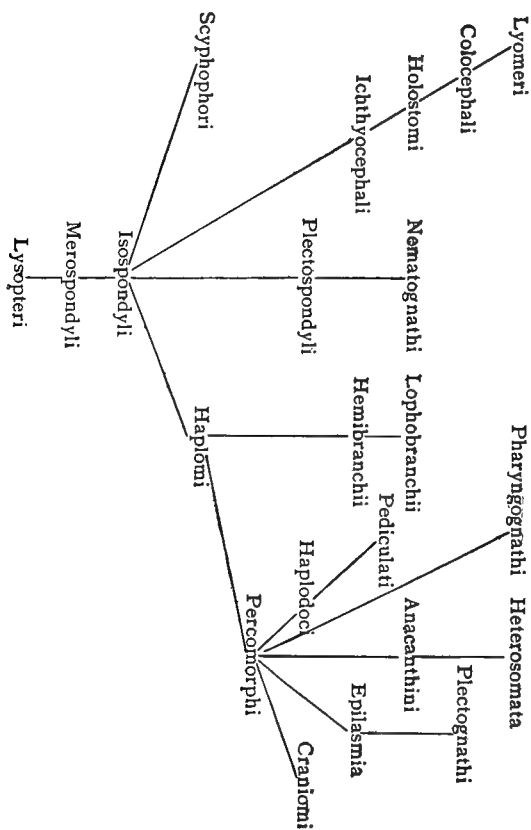 Lyomeri
Pharyngognathi
Heterosomata
Colocephali
Plectognathi
Holostomi
Nematognathi
Lophobranchii
Anacanthini
Pediculati
Ichthyocephali
Hemibranchii
Epilasmia
Plectospondyli
Haplodoci
Craniomi
Percomorphi
Scyphophori
Haplomi
Isospondyli
Merospondyli
Lysopteri